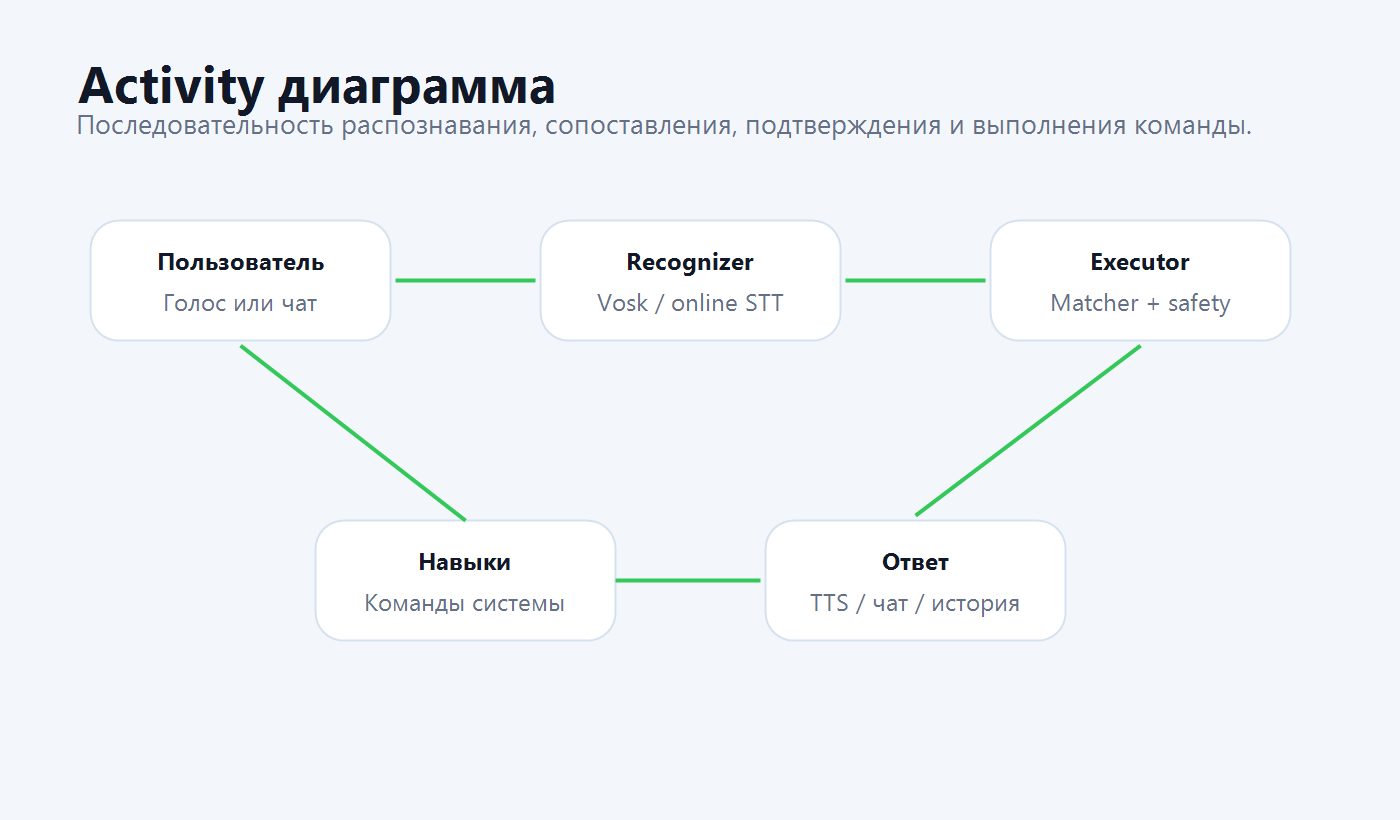 Activity диаграмма
Последовательность распознавания, сопоставления, подтверждения и выполнения команды.
Пользователь
Голос или чат
Recognizer
Vosk / online STT
Executor
Matcher + safety
Навыки
Команды системы
Ответ
TTS / чат / история